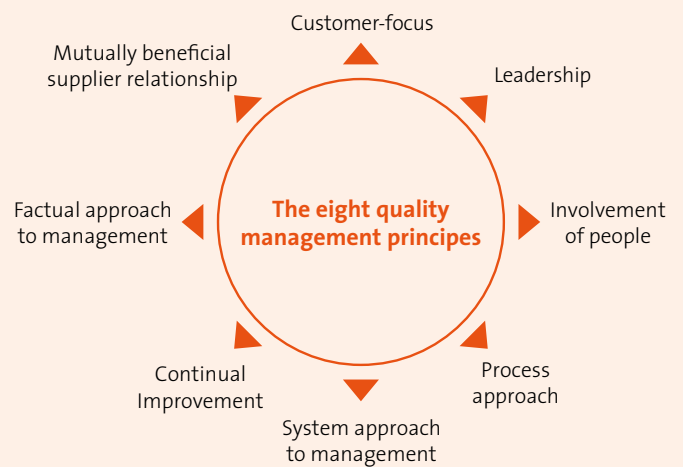 Customer-focus
Mutually beneficial
supplier relationship
Leadership
Factual approach
to management
The eight quality
management principes
Involvement
of people
Continual
Improvement
Process
approach
System approach
to management